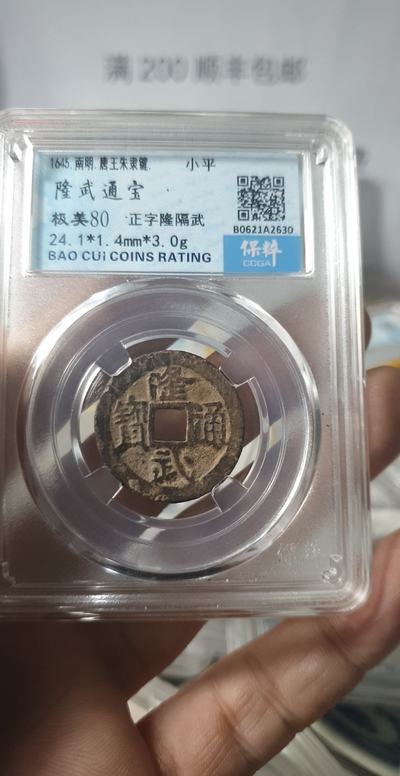 满 200 顺丰包邮
1645.南明.唐王朱聿键. 小平
隆武通宝
极美80 正字隆隔武
B0621A2630
24.1*1.4mm*3.0g
保粹
BAO CUI COINS RATING
CCGA
隆
寳 通
武